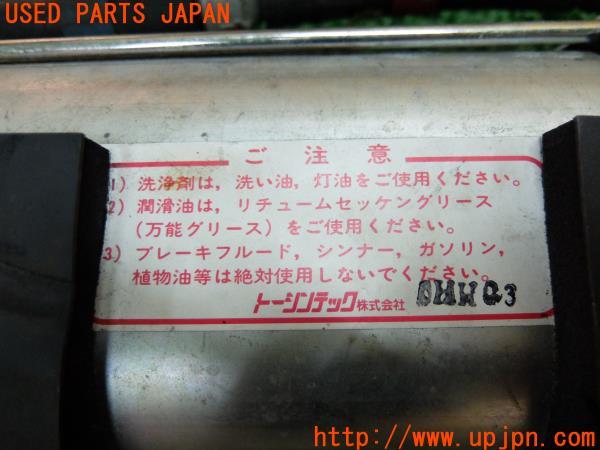 USED PARTS JAPAN
ご注意
1) 洗浄剤は，洗い油，灯油をご使用ください。
2) 潤滑油は，リチュームセッケングリース
(万能グリース) をご使用ください。
3) ブレーキフルード，シンナー，ガソリン，
植物油等は絶対使用しないでください。
トーシンテック株式会社
UPJ
http://www.upjpn.com/